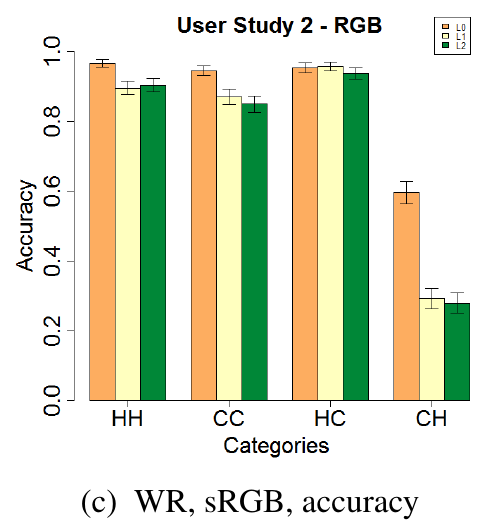 User Study 2 - RGB
L0
L1
L2
1.0
0.8
0.6
0.4
0.2
0.0
Accuracy
HH CC HC CH
Categories
(c) WR, sRGB, accuracy